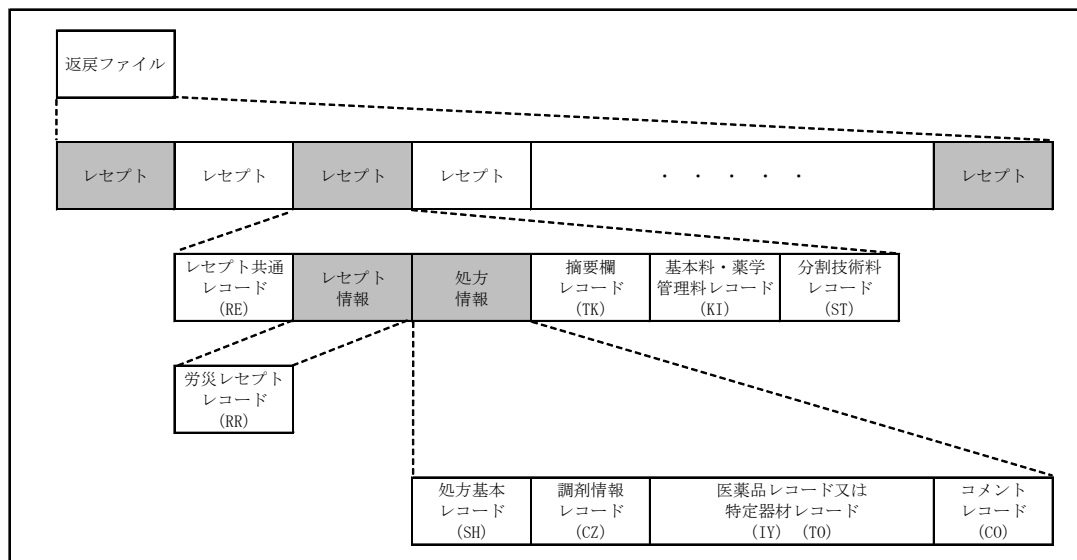 返戻ファイル
レセプト
レセプト
レセプト
レセプト
・ ・ ・ ・ ・
レセプト
レセプト共通
レコード
(RE)
レセプト
情報
処方
情報
摘要欄
レコード
(TK)
基本料・薬学
管理料レコード
(KI)
分割技術料
レコード
(ST)
労災レセプト
レコード
(RR)
処方基本
レコード
(SH)
調剤情報
レコード
(CZ)
医薬品レコード又は
特定器材レコード
(IY) (TO)
コメント
レコード
(CO)